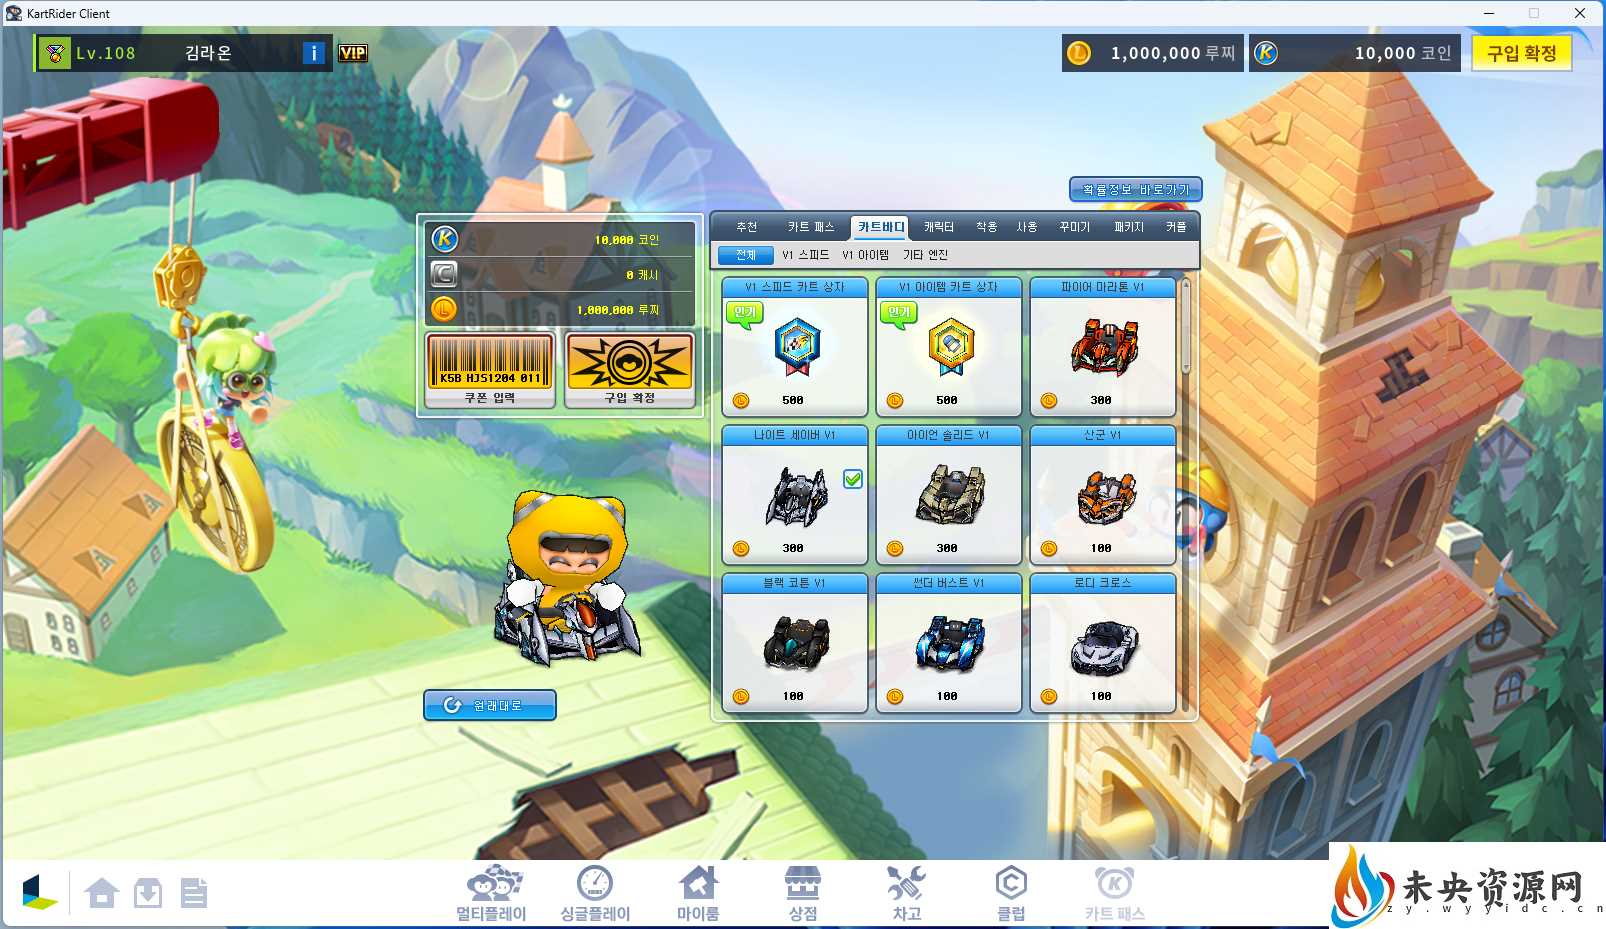 KartRider Client
Lv.108 김라온 i VIP
1,000,000 루찌
10,000 코인
구입 확정
확률정보 바로가기
10,000 코인
0 캐시
1,000,000 루찌
K5B HJS1204 011
쿠폰 입력
구입 확정
추천 카트 패스 카트바디 캐릭터 착용 사용 꾸미기 패키지 커플
전체 V1 스피드 V1 아이템 기타 엔진
V1 스피드 카트 상자 V1 아이템 카트 상자 파이어 마라톤 V1
인기 인기
500 500 300
나이트 세이버 V1 아이언 솔리드 V1 산군 V1
300 300 100
블랙 코튼 V1 썬더 버스트 V1 로디 크로스
100 100 100
원래대로
멀티플레이 싱글플레이 마이룸 상점 차고 클럽 카트 패스
未央资源网
zy.wyyidc.cn